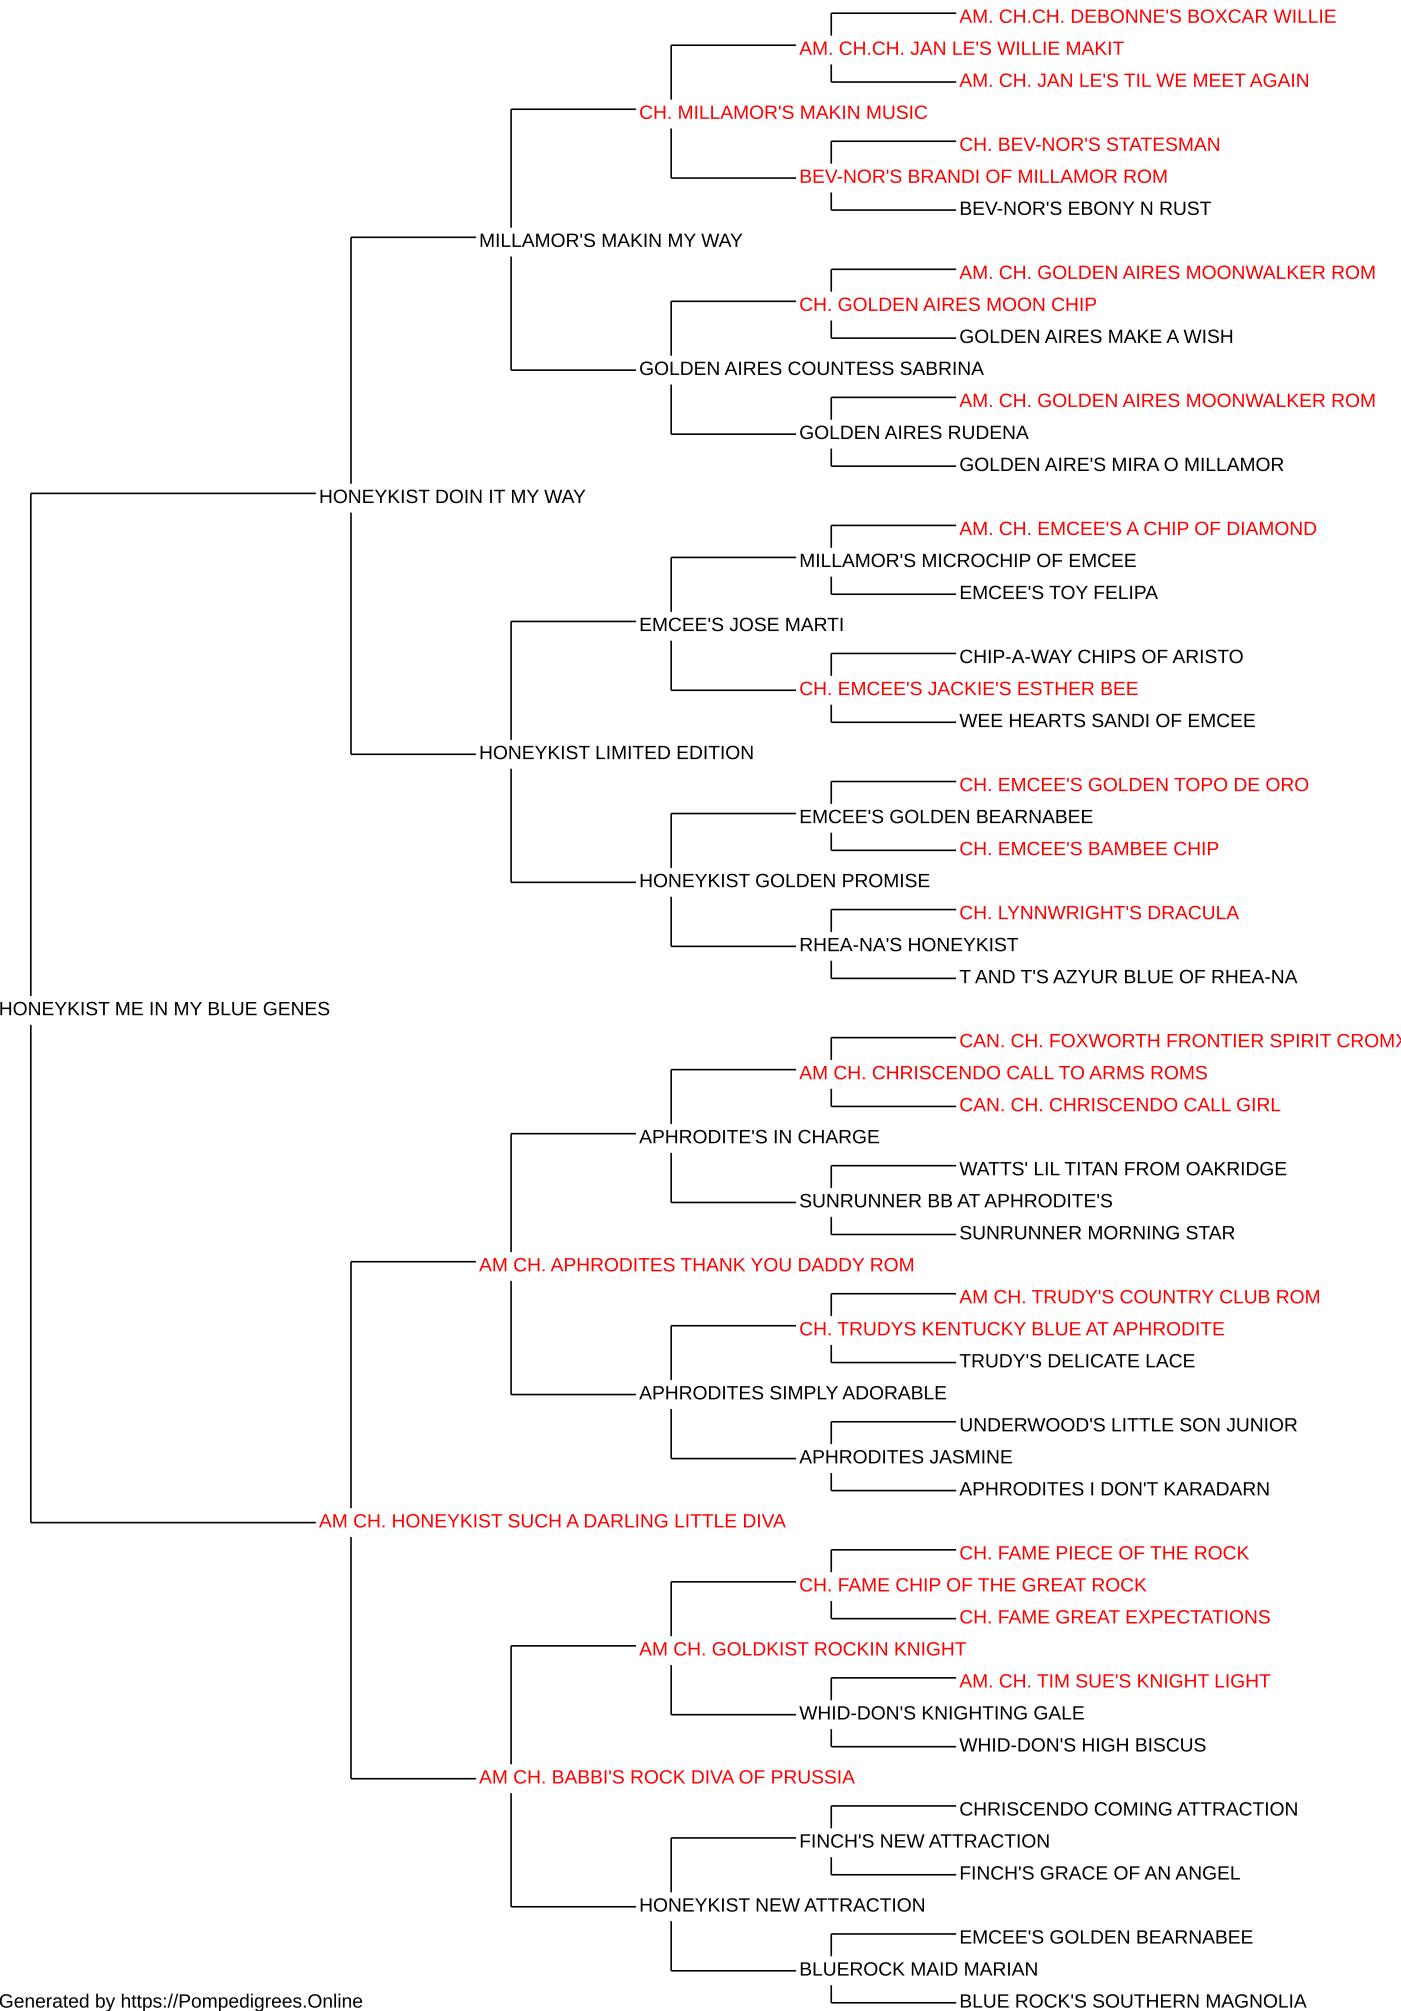 AM. CH.CH. DEBONNE'S BOXCAR WILLIE
AM. CH.CH. JAN LE'S WILLIE MAKIT
AM. CH. JAN LE'S TIL WE MEET AGAIN
CH. MILLAMOR'S MAKIN MUSIC
CH. BEV-NOR'S STATESMAN
BEV-NOR'S BRANDI OF MILLAMOR ROM
BEV-NOR'S EBONY N RUST
MILLAMOR'S MAKIN MY WAY
AM. CH. GOLDEN AIRES MOONWALKER ROM
CH. GOLDEN AIRES MOON CHIP
GOLDEN AIRES MAKE A WISH
GOLDEN AIRES COUNTESS SABRINA
AM. CH. GOLDEN AIRES MOONWALKER ROM
GOLDEN AIRES RUDENA
GOLDEN AIRE'S MIRA O MILLAMOR
HONEYKIST DOIN IT MY WAY
AM. CH. EMCEE'S A CHIP OF DIAMOND
MILLAMOR'S MICROCHIP OF EMCEE
EMCEE'S TOY FELIPA
EMCEE'S JOSE MARTI
CHIP-A-WAY CHIPS OF ARISTO
CH. EMCEE'S JACKIE'S ESTHER BEE
WEE HEARTS SANDI OF EMCEE
HONEYKIST LIMITED EDITION
CH. EMCEE'S GOLDEN TOPO DE ORO
EMCEE'S GOLDEN BEARNABEE
CH. EMCEE'S BAMBEE CHIP
HONEYKIST GOLDEN PROMISE
CH. LYNNWRIGHT'S DRACULA
RHEA-NA'S HONEYKIST
T AND T'S AZYUR BLUE OF RHEA-NA
HONEYKIST ME IN MY BLUE GENES
CAN. CH. FOXWORTH FRONTIER SPIRIT CROMX
AM CH. CHRISCENDO CALL TO ARMS ROMS
CAN. CH. CHRISCENDO CALL GIRL
APHRODITE'S IN CHARGE
WATTS' LIL TITAN FROM OAKRIDGE
SUNRUNNER BB AT APHRODITE'S
SUNRUNNER MORNING STAR
AM CH. APHRODITES THANK YOU DADDY ROM
AM CH. TRUDY'S COUNTRY CLUB ROM
CH. TRUDYS KENTUCKY BLUE AT APHRODITE
TRUDY'S DELICATE LACE
APHRODITES SIMPLY ADORABLE
UNDERWOOD'S LITTLE SON JUNIOR
APHRODITES JASMINE
APHRODITES I DON'T KARADARN
AM CH. HONEYKIST SUCH A DARLING LITTLE DIVA
CH. FAME PIECE OF THE ROCK
CH. FAME CHIP OF THE GREAT ROCK
CH. FAME GREAT EXPECTATIONS
AM CH. GOLDKIST ROCKIN KNIGHT
AM. CH. TIM SUE'S KNIGHT LIGHT
WHID-DON'S KNIGHTING GALE
WHID-DON'S HIGH BISCUS
AM CH. BABBI'S ROCK DIVA OF PRUSSIA
CHRISCENDO COMING ATTRACTION
FINCH'S NEW ATTRACTION
FINCH'S GRACE OF AN ANGEL
HONEYKIST NEW ATTRACTION
EMCEE'S GOLDEN BEARNABEE
BLUEROCK MAID MARIAN
BLUE ROCK'S SOUTHERN MAGNOLIA
Generated by https://Pompedigrees.Online